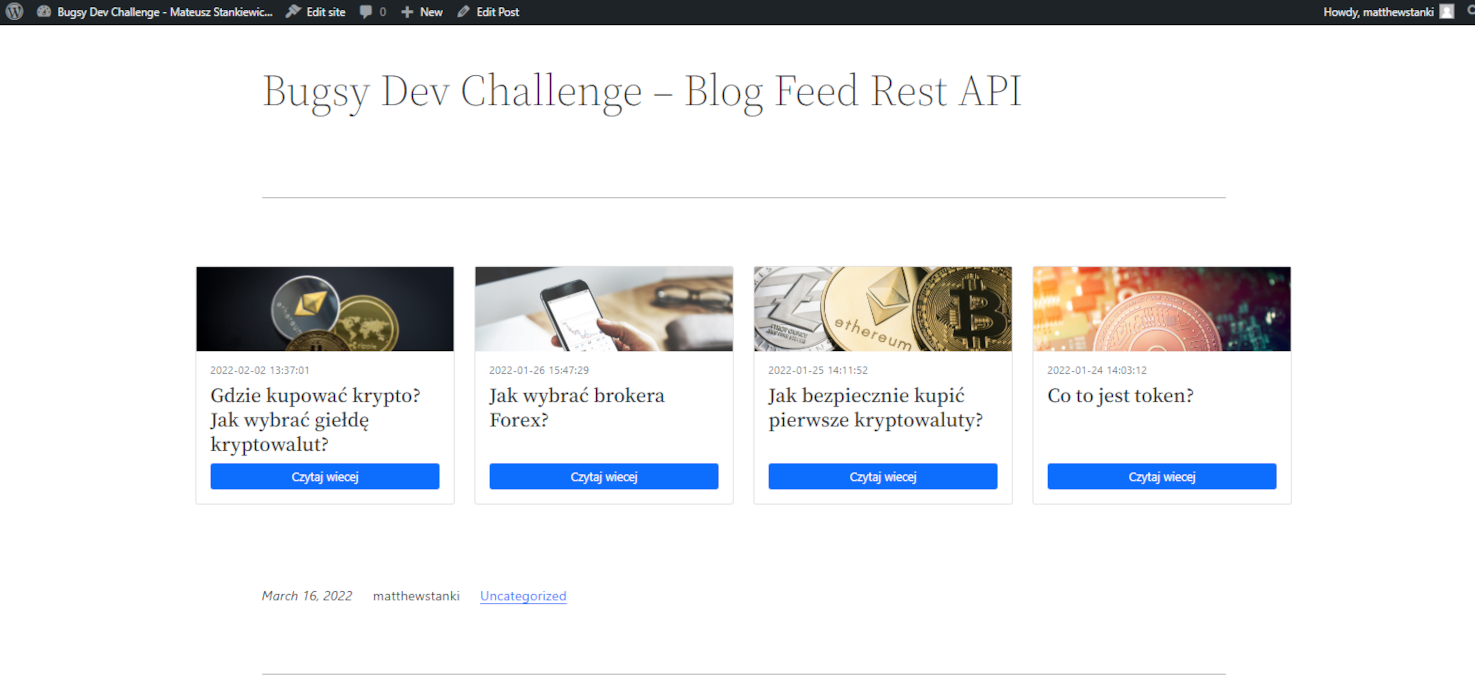 Bugsy Dev Challenge - Mateusz Stankiewic... Edit site 0 New Edit Post Howdy, matthewstanki
Bugsy Dev Challenge – Blog Feed Rest API
2022-02-02 13:37:01
Gdzie kupować krypto?
Jak wybrać giełdę
kryptowalut?
Czytaj wiecej
2022-01-26 15:47:29
Jak wybrać brokera
Forex?
Czytaj wiecej
ethereum
2022-01-25 14:11:52
Jak bezpiecznie kupić
pierwsze kryptowaluty?
Czytaj wiecej
2022-01-24 14:03:12
Co to jest token?
Czytaj wiecej
March 16, 2022 matthewstanki Uncategorized